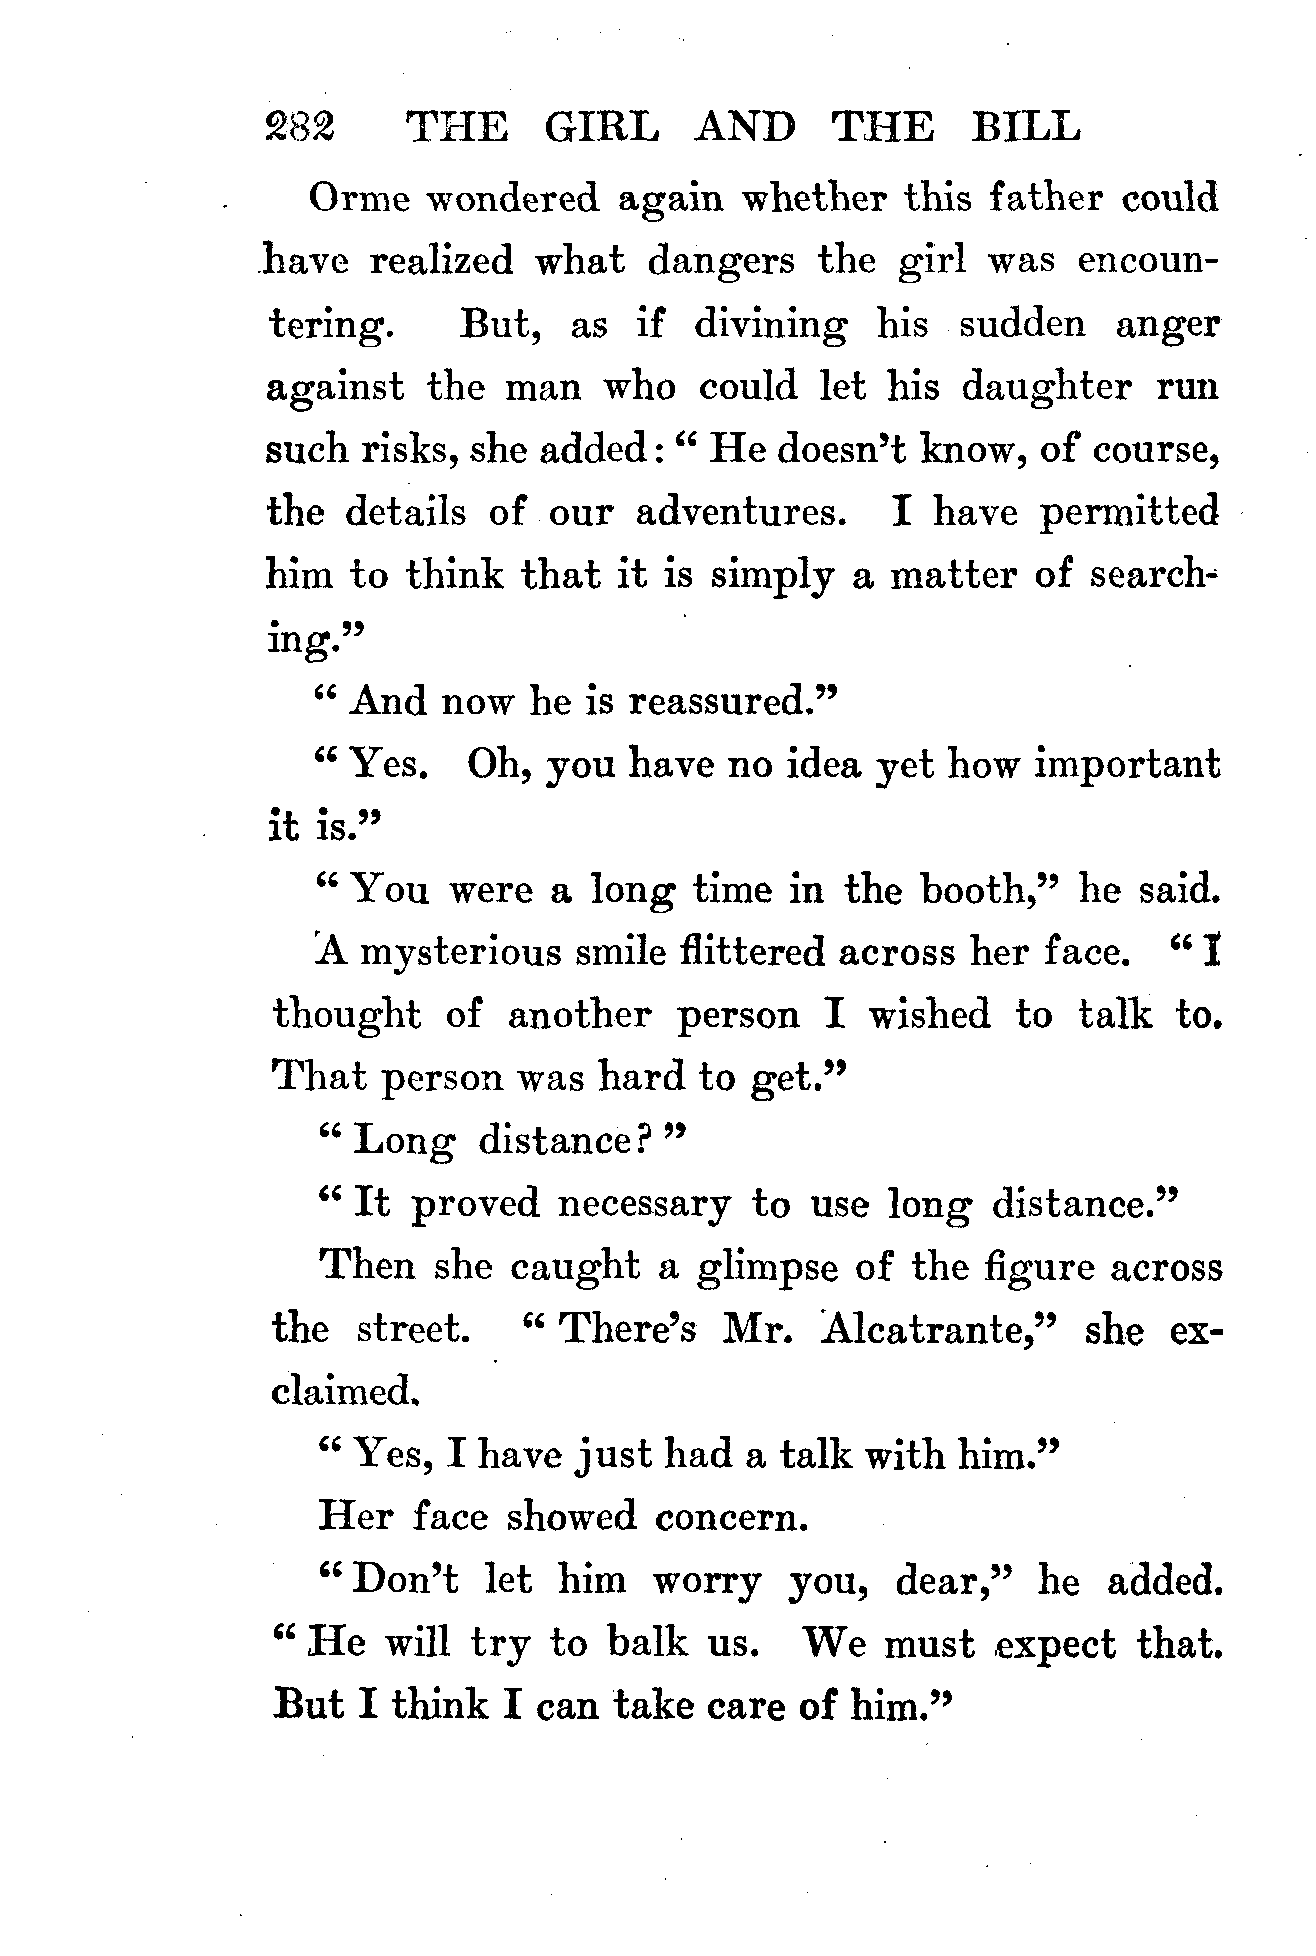 282 THE GIRL AND THE BILL
Orme wondered again whether this father could
have realized what dangers the girl was encoun-
tering. But, as if divining his sudden anger
against the man who could let his daughter run
such risks, she added: “ He doesn’t know, of course,
the details of our adventures. I have permitted
him to think that it is simply a matter of search-
ing.”
“ And now he is reassured.”
“ Yes. Oh, you have no idea yet how important
it is.”
“ You were a long time in the booth,” he said.
A mysterious smile flittered across her face. “ I
thought of another person I wished to talk to.
That person was hard to get.”
“ Long distance? ”
“ It proved necessary to use long distance.”
Then she caught a glimpse of the figure across
the street. “ There’s Mr. Alcatrante,” she ex-
claimed.
“ Yes, I have just had a talk with him.”
Her face showed concern.
“ Don’t let him worry you, dear,” he added.
“ He will try to balk us. We must expect that.
But I think I can take care of him.”